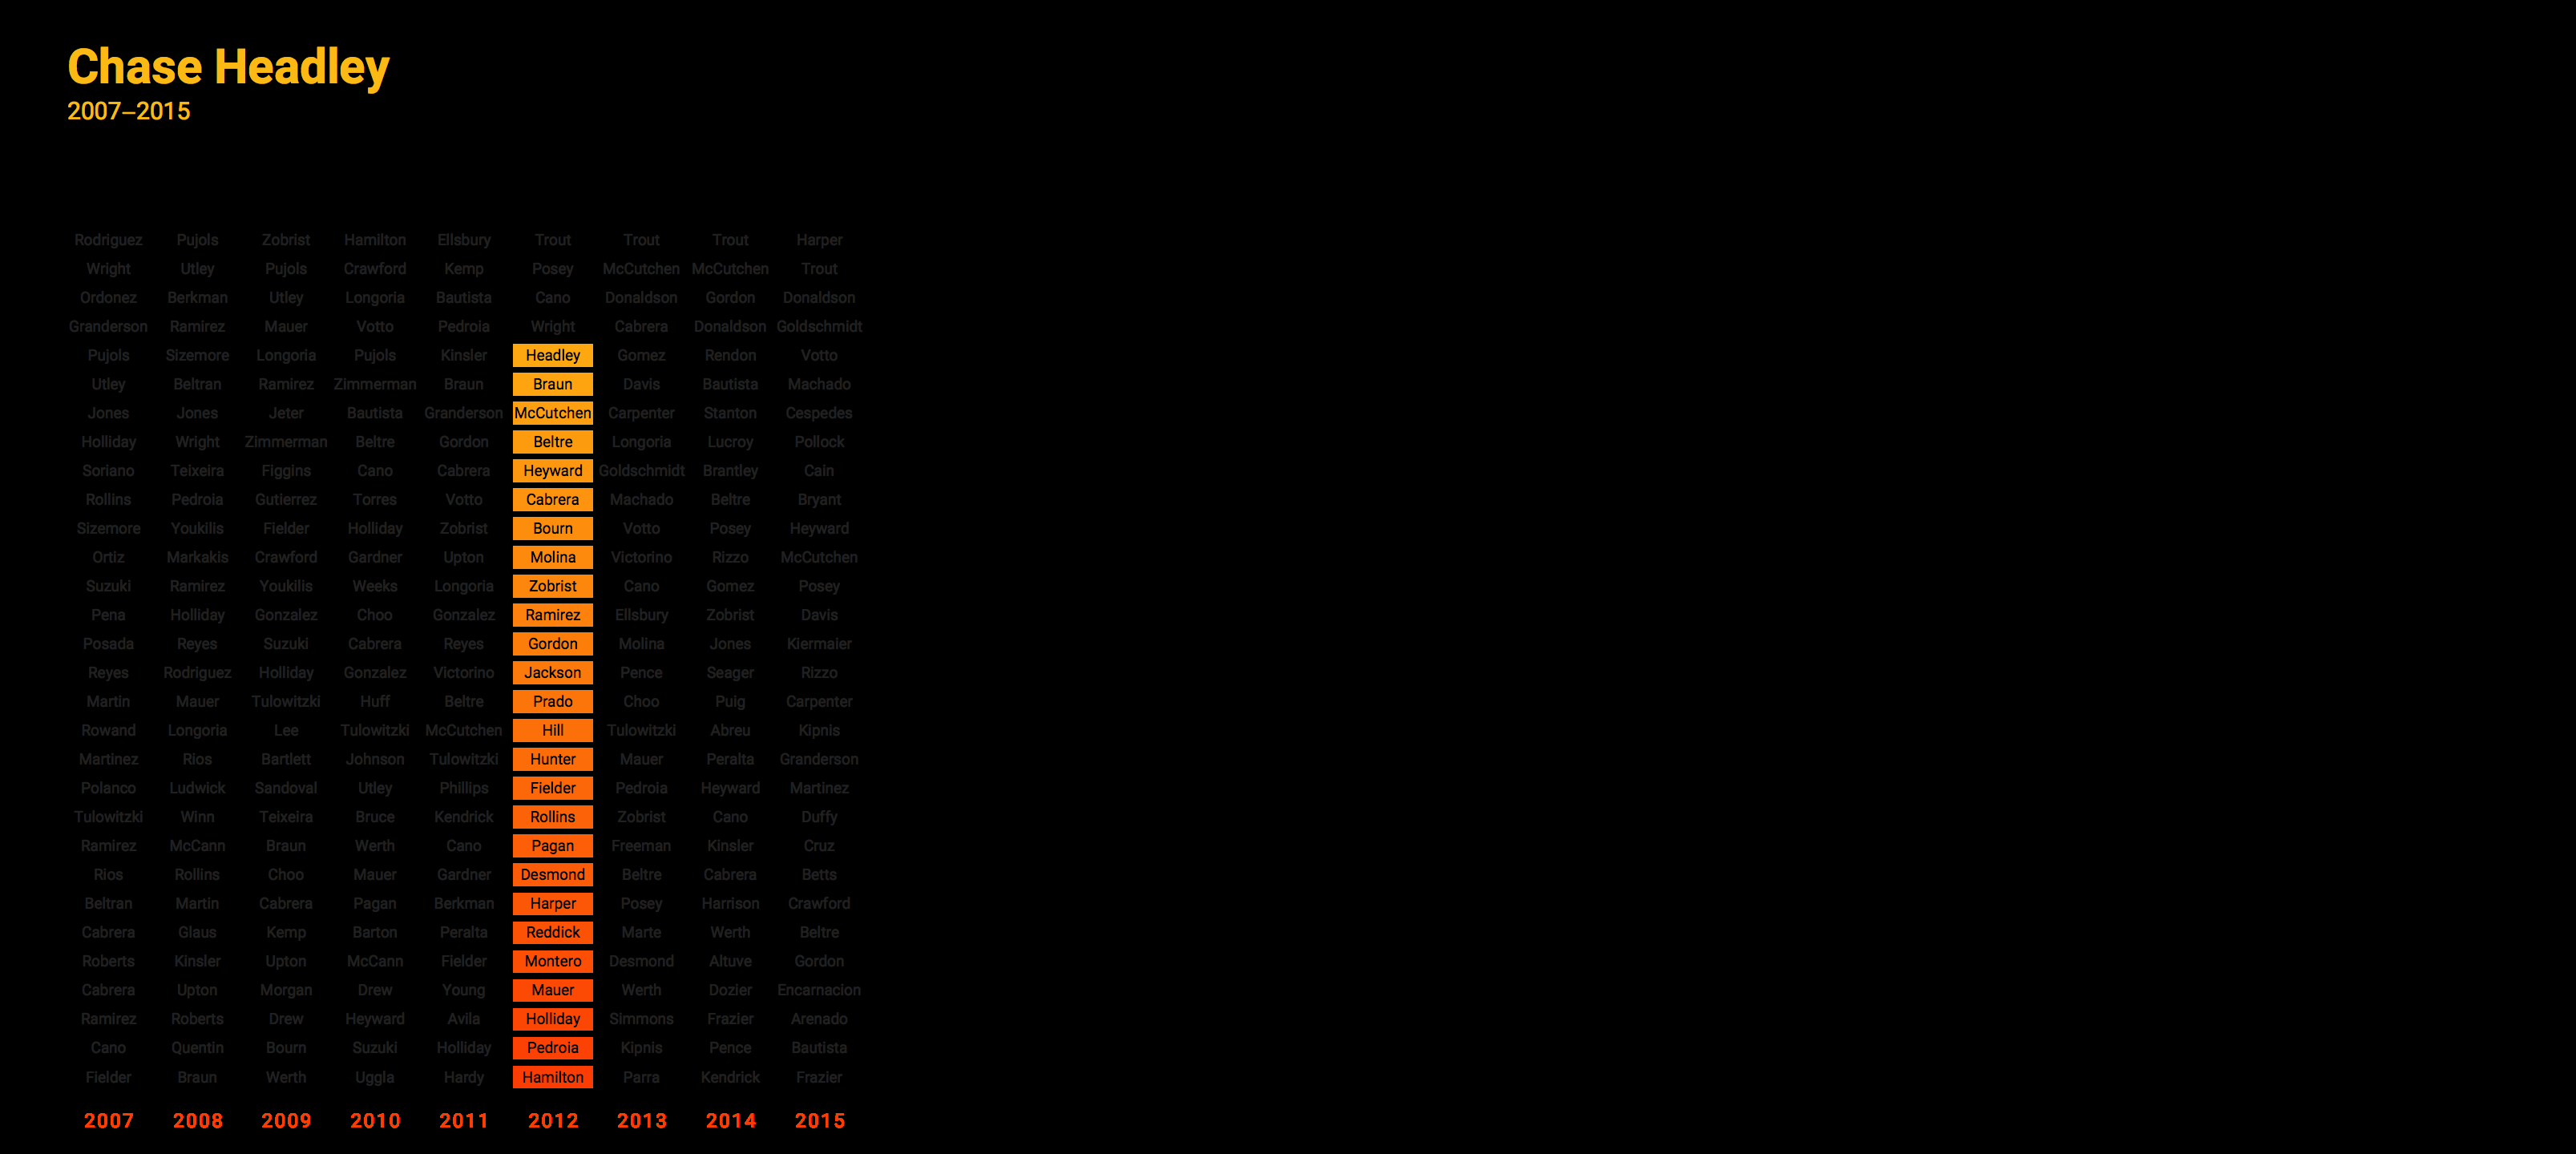 Chase Headley
2007–2015
Rodriguez Pujols Zobrist Hamilton Ellsbury Trout Trout Trout Harper
Wright Utley Pujols Crawford Kemp Posey McCutchen McCutchen Trout
Ordonez Berkman Utley Longoria Bautista Cano Donaldson Gordon Donaldson
Granderson Ramirez Mauer Votto Pedroia Wright Cabrera Donaldson Goldschmidt
Pujols Sizemore Longoria Pujols Kinsler Headley Gomez Rendon Votto
Utley Beltran Ramirez Zimmerman Braun Braun Davis Bautista Machado
Jones Jones Jeter Bautista Granderson McCutchen Carpenter Stanton Cespedes
Holliday Wright Zimmerman Beltre Gordon Beltre Longoria Lucroy Pollock
Soriano Teixeira Figgins Cano Cabrera Heyward Goldschmidt Brantley Cain
Rollins Pedroia Gutierrez Torres Votto Cabrera Machado Beltre Bryant
Sizemore Youkilis Fielder Holliday Zobrist Bourn Votto Posey Heyward
Ortiz Markakis Crawford Gardner Upton Molina Victorino Rizzo McCutchen
Suzuki Ramirez Youkilis Weeks Longoria Zobrist Cano Gomez Posey
Pena Holliday Gonzalez Choo Gonzalez Ramirez Ellsbury Zobrist Davis
Posada Reyes Suzuki Cabrera Reyes Gordon Molina Jones Kiermaier
Reyes Rodriguez Holliday Gonzalez Victorino Jackson Pence Seager Rizzo
Martin Mauer Tulowitzki Huff Beltre Prado Choo Puig Carpenter
Rowand Longoria Lee Tulowitzki McCutchen Hill Tulowitzki Abreu Kipnis
Martinez Rios Bartlett Johnson Tulowitzki Hunter Mauer Peralta Granderson
Polanco Ludwick Sandoval Utley Phillips Fielder Pedroia Heyward Martinez
Tulowitzki Winn Teixeira Bruce Kendrick Rollins Zobrist Cano Duffy
Ramirez McCann Braun Werth Cano Pagan Freeman Kinsler Cruz
Rios Rollins Choo Mauer Gardner Desmond Beltre Cabrera Betts
Beltran Martin Cabrera Pagan Berkman Harper Posey Harrison Crawford
Cabrera Glaus Kemp Barton Peralta Reddick Marte Werth Beltre
Roberts Kinsler Upton McCann Fielder Montero Desmond Altuve Gordon
Cabrera Upton Morgan Drew Young Mauer Werth Dozier Encarnacion
Ramirez Roberts Drew Heyward Avila Holliday Simmons Frazier Arenado
Cano Quentin Bourn Suzuki Holliday Pedroia Kipnis Pence Bautista
Fielder Braun Werth Uggla Hardy Hamilton Parra Kendrick Frazier
2007 2008 2009 2010 2011 2012 2013 2014 2015